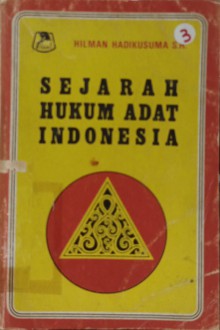 HILMAN HADIKUSUMA S.H.
3
SEJARAH
HUKUM ADAT
INDONESIA